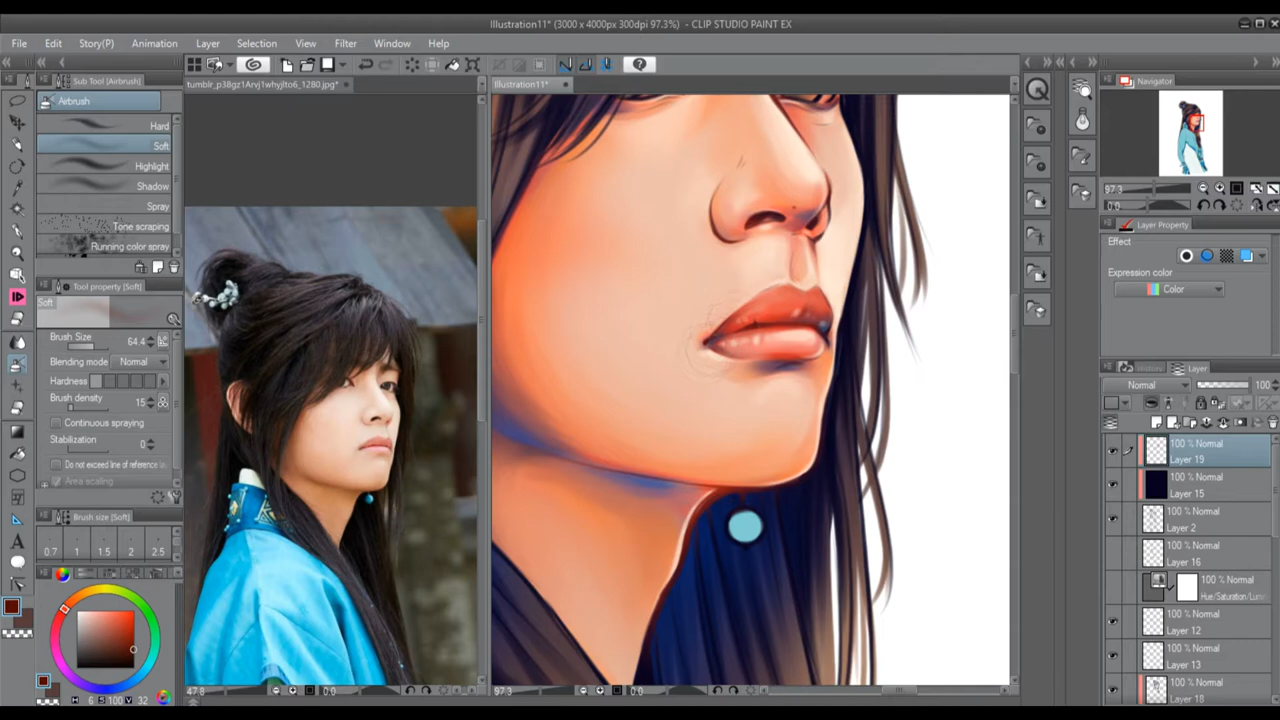 Illustration11* (3000 x 4000px 300dpi 97.3%) - CLIP STUDIO PAINT EX
File Edit Story(P) Animation Layer Selection View Filter Window Help
Sub Tool [Airbrush]
Airbrush
Hard
Soft
Highlight
Shadow
Spray
Tone scraping
Running color spray
Tool property [Soft]
Soft
Brush Size 64.4
Blending mode Normal
Hardness
Brush density 15
Continuous spraying
Stabilization 0
Do not exceed line of reference la
Area scaling
Brush size [Soft]
0.7 1 1.5 2 2.5
H 6 S 100 V 32
tumblr_p38gz1Arvj1whyjlto6_1280.jpg*
47.8 0.0
Illustration11*
97.3 0.0
Navigator
97.3
0.0
Layer Property
Effect
Expression color
Color
History Layer
Normal 100
100 % Normal
Layer 19
100 % Normal
Layer 15
100 % Normal
Layer 2
100 % Normal
Layer 16
100 % Normal
Hue/Saturation/Lumi
100 % Normal
Layer 12
100 % Normal
Layer 13
100 % Normal
Layer 18